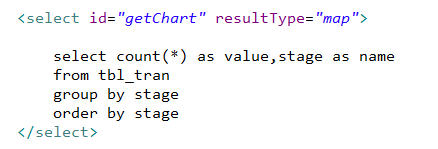 <select id="getChart" resultType="map">
select count(*) as value,stage as name
from tbl_tran
group by stage
order by stage
</select>